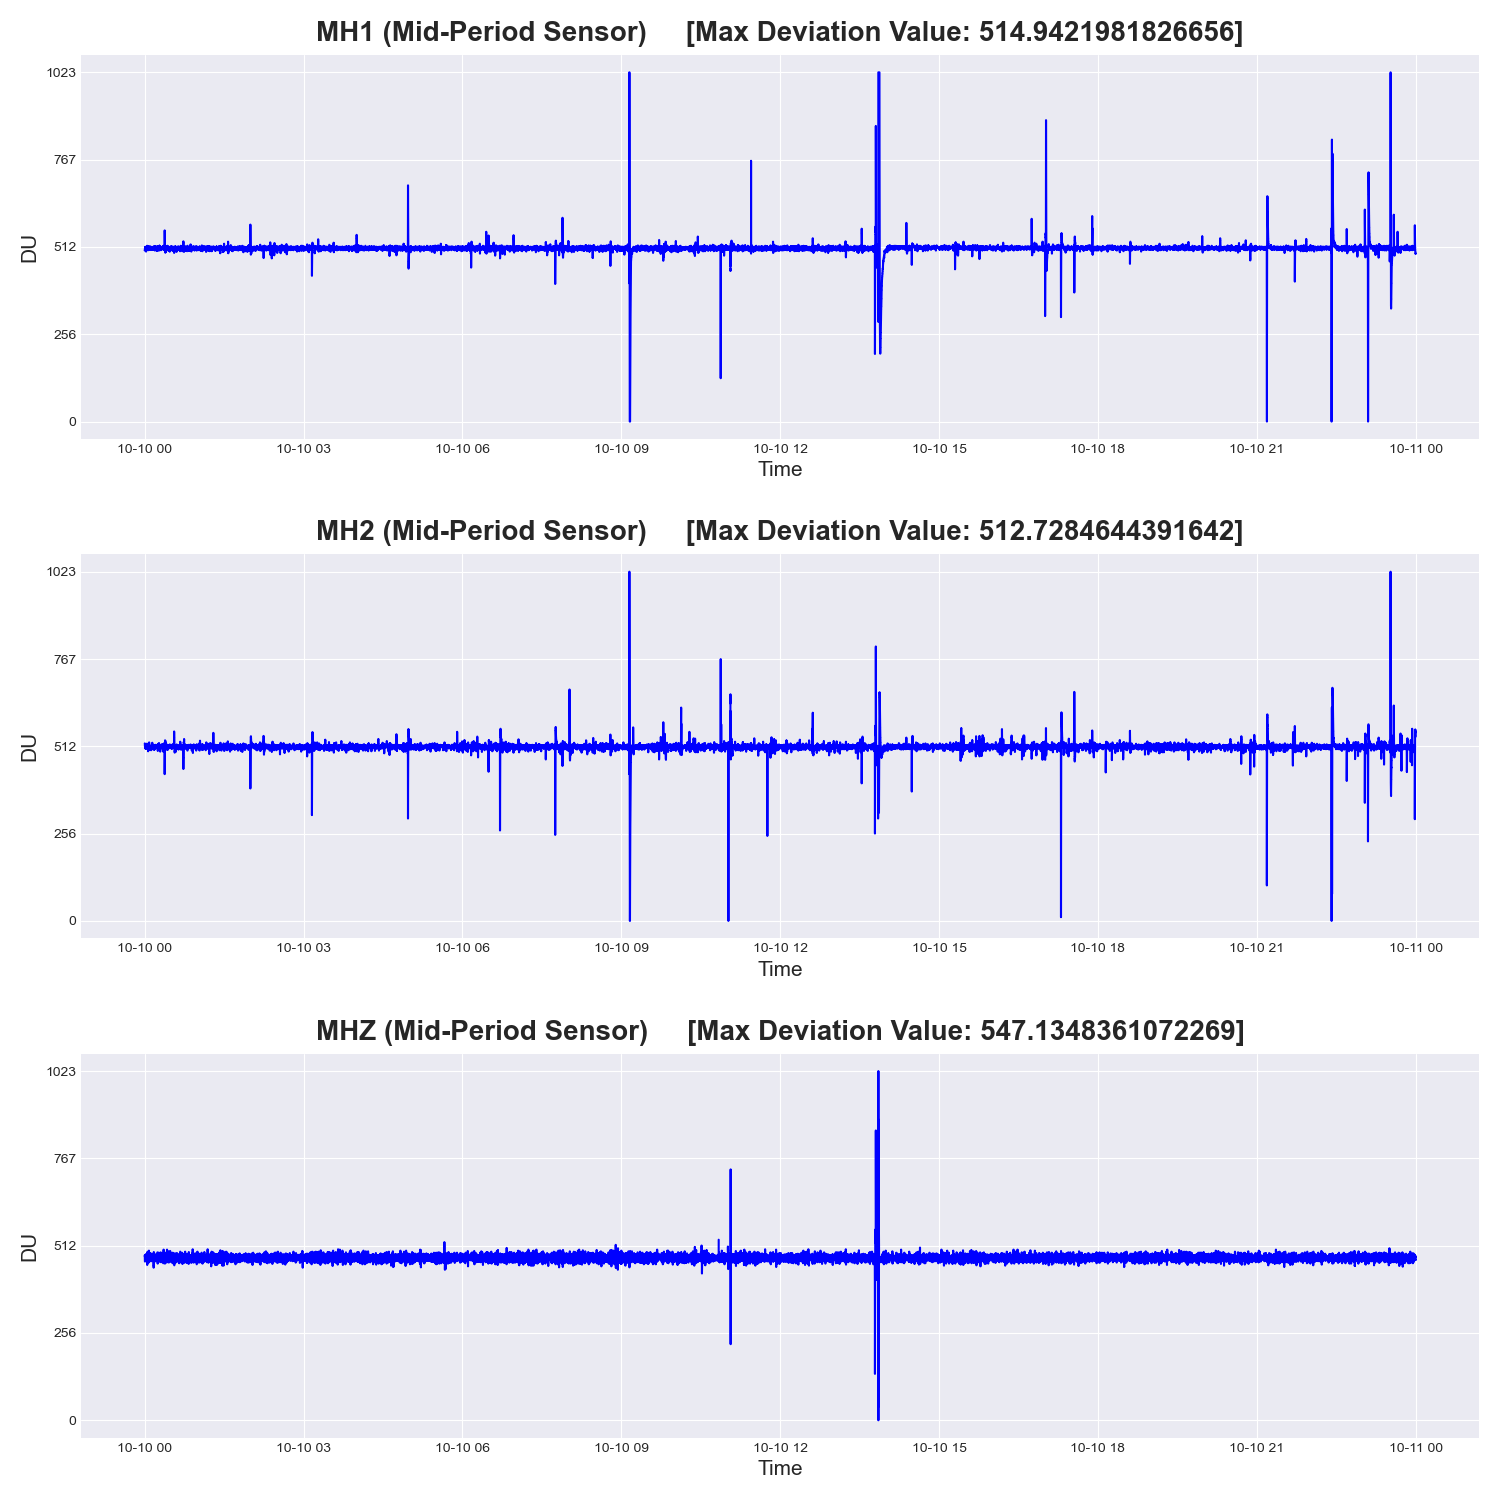 MH1 (Mid-Period Sensor) [Max Deviation Value: 514.9421981826656]
1023
767
512
256
0
DU
10-10 00 10-10 03 10-10 06 10-10 09 10-10 12 10-10 15 10-10 18 10-10 21 10-11 00
Time
MH2 (Mid-Period Sensor) [Max Deviation Value: 512.7284644391642]
1023
767
512
256
0
DU
10-10 00 10-10 03 10-10 06 10-10 09 10-10 12 10-10 15 10-10 18 10-10 21 10-11 00
Time
MHZ (Mid-Period Sensor) [Max Deviation Value: 547.1348361072269]
1023
767
512
256
0
DU
10-10 00 10-10 03 10-10 06 10-10 09 10-10 12 10-10 15 10-10 18 10-10 21 10-11 00
Time